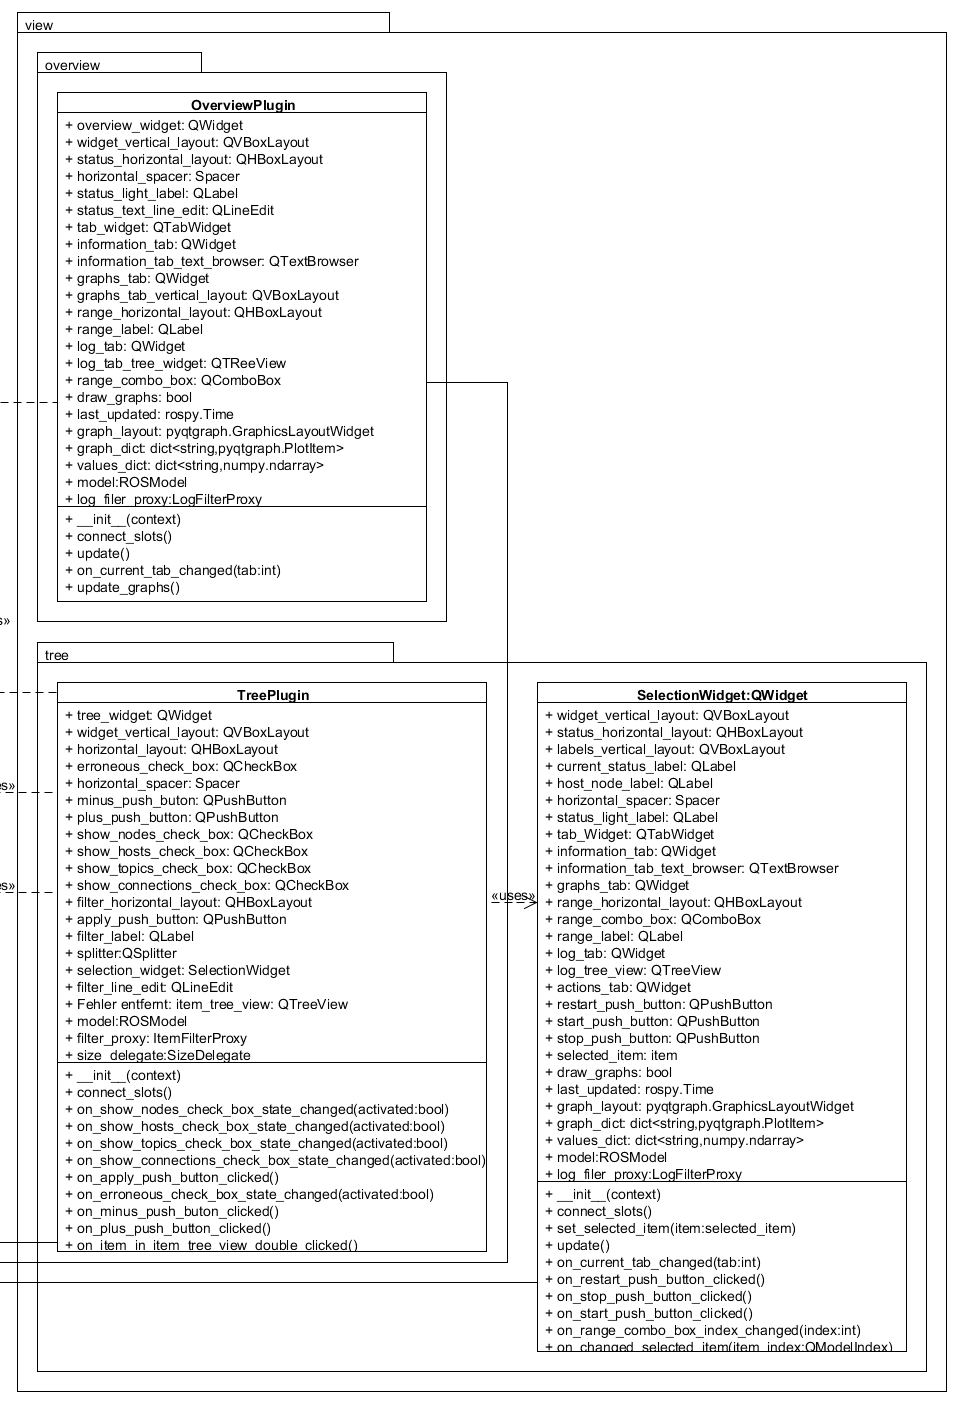 view
overview
OverviewPlugin
+ overview_widget: QWidget
+ widget_vertical_layout: QVBoxLayout
+ status_horizontal_layout: QHBoxLayout
+ horizontal_spacer: Spacer
+ status_light_label: QLabel
+ status_text_line_edit: QLineEdit
+ tab_widget: QTabWidget
+ information_tab: QWidget
+ information_tab_text_browser: QTextBrowser
+ graphs_tab: QWidget
+ graphs_tab_vertical_layout: QVBoxLayout
+ range_horizontal_layout: QHBoxLayout
+ range_label: QLabel
+ log_tab: QWidget
+ log_tab_tree_widget: QTReeView
+ range_combo_box: QComboBox
+ draw_graphs: bool
+ last_updated: rospy.Time
+ graph_layout: pyqtgraph.GraphicsLayoutWidget
+ graph_dict: dict<string,pyqtgraph.PlotItem>
+ values_dict: dict<string,numpy.ndarray>
+ model:ROSModel
+ log_filer_proxy:LogFilterProxy
+ __init__(context)
+ connect_slots()
+ update()
+ on_current_tab_changed(tab:int)
+ update_graphs()
s»
tree
TreePlugin
+ tree_widget: QWidget
+ widget_vertical_layout: QVBoxLayout
+ horizontal_layout: QHBoxLayout
+ erroneous_check_box: QCheckBox
+ horizontal_spacer: Spacer
+ minus_push_buton: QPushButton
+ plus_push_button: QPushButton
+ show_nodes_check_box: QCheckBox
+ show_hosts_check_box: QCheckBox
+ show_topics_check_box: QCheckBox
+ show_connections_check_box: QCheckBox
+ filter_horizontal_layout: QHBoxLayout
+ apply_push_button: QPushButton
+ filter_label: QLabel
+ splitter:QSplitter
+ selection_widget: SelectionWidget
+ filter_line_edit: QLineEdit
+ Fehler entfernt: item_tree_view: QTreeView
+ model:ROSModel
+ filter_proxy: ItemFilterProxy
+ size_delegate:SizeDelegate
+ __init__(context)
+ connect_slots()
+ on_show_nodes_check_box_state_changed(activated:bool)
+ on_show_hosts_check_box_state_changed(activated:bool)
+ on_show_topics_check_box_state_changed(activated:bool)
+ on_show_connections_check_box_state_changed(activated:bool)
+ on_apply_push_button_clicked()
+ on_erroneous_check_box_state_changed(activated:bool)
+ on_minus_push_buton_clicked()
+ on_plus_push_button_clicked()
+ on_item_in_item_tree_view_double_clicked()
es»
es»
«uses»
SelectionWidget:QWidget
+ widget_vertical_layout: QVBoxLayout
+ status_horizontal_layout: QHBoxLayout
+ labels_vertical_layout: QVBoxLayout
+ current_status_label: QLabel
+ host_node_label: QLabel
+ horizontal_spacer: Spacer
+ status_light_label: QLabel
+ tab_Widget: QTabWidget
+ information_tab: QWidget
+ information_tab_text_browser: QTextBrowser
+ graphs_tab: QWidget
+ range_horizontal_layout: QHBoxLayout
+ range_combo_box: QComboBox
+ range_label: QLabel
+ log_tab: QWidget
+ log_tree_view: QTreeView
+ actions_tab: QWidget
+ restart_push_button: QPushButton
+ start_push_button: QPushButton
+ stop_push_button: QPushButton
+ selected_item: item
+ draw_graphs: bool
+ last_updated: rospy.Time
+ graph_layout: pyqtgraph.GraphicsLayoutWidget
+ graph_dict: dict<string,pyqtgraph.PlotItem>
+ values_dict: dict<string,numpy.ndarray>
+ model:ROSModel
+ log_filer_proxy:LogFilterProxy
+ __init__(context)
+ connect_slots()
+ set_selected_item(item:selected_item)
+ update()
+ on_current_tab_changed(tab:int)
+ on_restart_push_button_clicked()
+ on_stop_push_button_clicked()
+ on_start_push_button_clicked()
+ on_range_combo_box_index_changed(index:int)
+ on_changed_selected_item(item_index:QModelIndex)